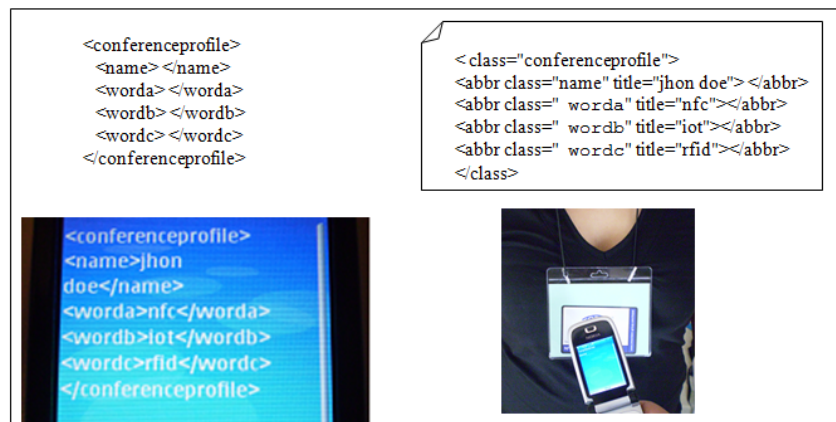 <conferenceprofile>
<name></name>
<worda></worda>
<wordb></wordb>
<wordc></wordc>
</conferenceprofile>
< class="conferenceprofile">
<abbr class="name" title="jhon doe"></abbr>
<abbr class=" worda" title="nfc"></abbr>
<abbr class=" wordb" title="iot"></abbr>
<abbr class=" wordc" title="rfid"></abbr>
</class>
<conferenceprofile>
<name>jhon
doe</name>
<worda>nfc</worda>
<wordb>iot</wordb>
<wordc>rfid</wordc>
</conferenceprofile>